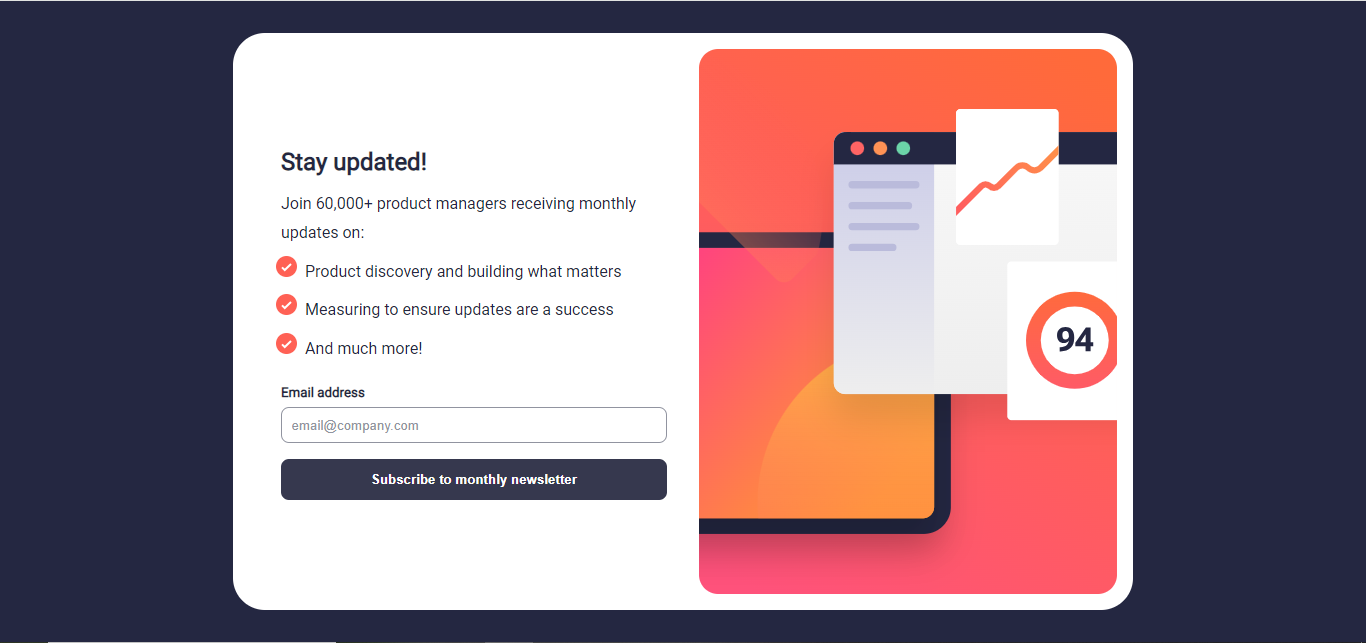 Stay updated!
Join 60,000+ product managers receiving monthly
updates on:
Product discovery and building what matters
Measuring to ensure updates are a success
And much more!
Email address
email@company.com
Subscribe to monthly newsletter
94